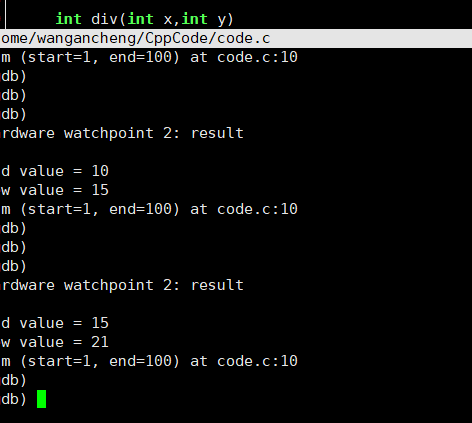 int div(int x,int y)
ome/wangancheng/CppCode/code.c
m (start=1, end=100) at code.c:10
db)
db)
db)
rdware watchpoint 2: result
d value = 10
w value = 15
m (start=1, end=100) at code.c:10
db)
db)
db)
rdware watchpoint 2: result
d value = 15
w value = 21
m (start=1, end=100) at code.c:10
db)
db)